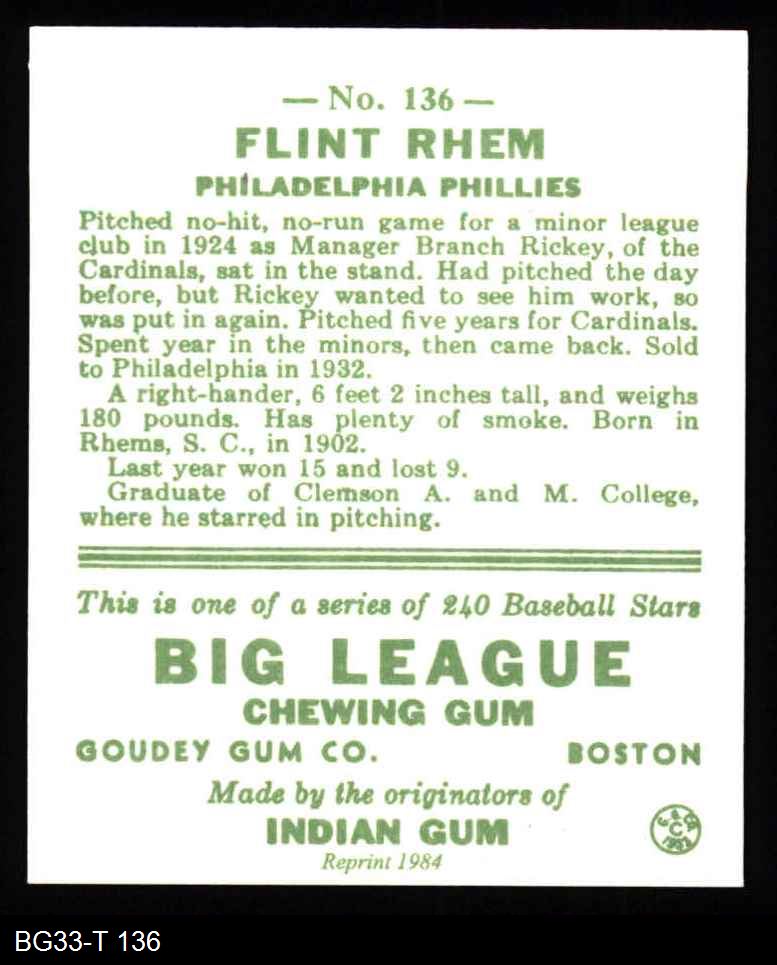 — No. 136 —
FLINT RHEM
PHILADELPHIA PHILLIES
Pitched no-hit, no-run game for a minor league
club in 1924 as Manager Branch Rickey, of the
Cardinals, sat in the stand. Had pitched the day
before, but Rickey wanted to see him work, so
was put in again. Pitched five years for Cardinals.
Spent year in the minors, then came back. Sold
to Philadelphia in 1932.
A right-hander, 6 feet 2 inches tall, and weighs
180 pounds. Has plenty of smoke. Born in
Rhems, S. C., in 1902.
Last year won 15 and lost 9.
Graduate of Clemson A. and M. College,
where he starred in pitching.
This is one of a series of 240 Baseball Stars
BIG LEAGUE
CHEWING GUM
GOUDEY GUM CO. BOSTON
Made by the originators of
INDIAN GUM
Reprint 1984
C
BG33-T 136